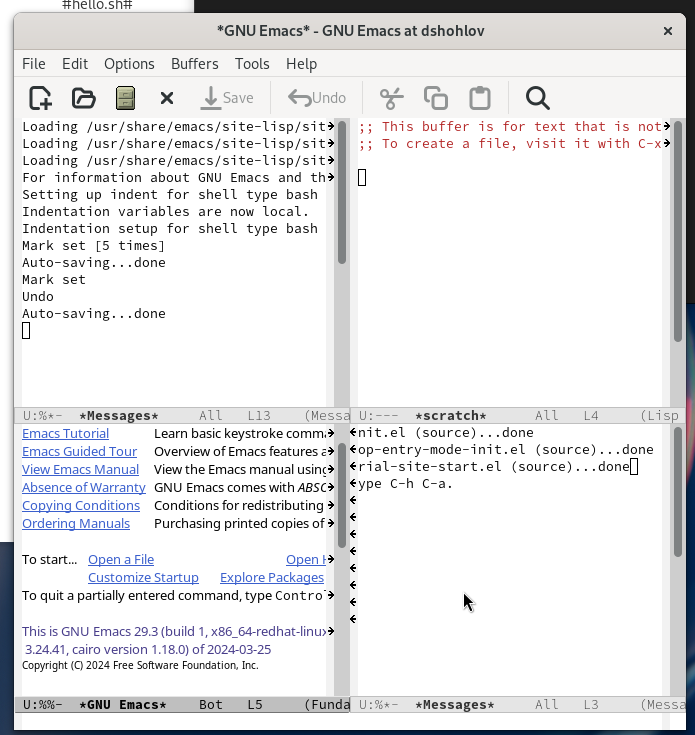 #hello.sh#
*GNU Emacs* - GNU Emacs at dshohlov
File Edit Options Buffers Tools Help
Save Undo
Loading /usr/share/emacs/site-lisp/sit
Loading /usr/share/emacs/site-lisp/sit
Loading /usr/share/emacs/site-lisp/sit
For information about GNU Emacs and th
Setting up indent for shell type bash
Indentation variables are now local.
Indentation setup for shell type bash
Mark set [5 times]
Auto-saving...done
Mark set
Undo
Auto-saving...done
U:%*- *Messages* All L13 (Messa
;; This buffer is for text that is not
;; To create a file, visit it with C-x
U:--- *scratch* All L4 (Lisp
Emacs Tutorial Learn basic keystroke comma
Emacs Guided Tour Overview of Emacs features a
View Emacs Manual View the Emacs manual using
Absence of Warranty GNU Emacs comes with ABSO
Copying Conditions Conditions for redistributing
Ordering Manuals Purchasing printed copies of
To start... Open a File Open H
Customize Startup Explore Packages
To quit a partially entered command, type Contro
This is GNU Emacs 29.3 (build 1, x86_64-redhat-linux
3.24.41, cairo version 1.18.0) of 2024-03-25
Copyright (C) 2024 Free Software Foundation, Inc.
U:%%- *GNU Emacs* Bot L5 (Funda
nit.el (source)...done
op-entry-mode-init.el (source)...done
rial-site-start.el (source)...done
ype C-h C-a.
U:%*- *Messages* All L3 (Messa